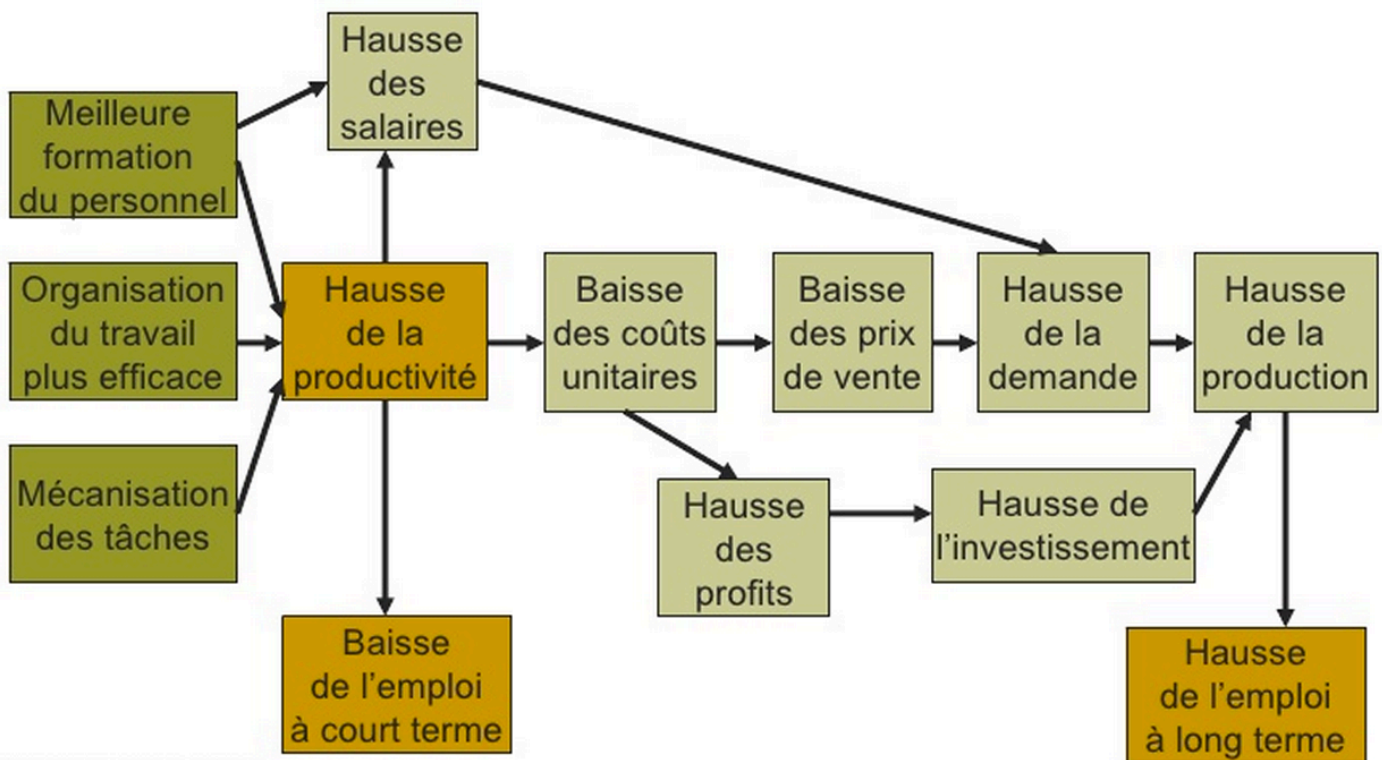 Hausse
des
salaires
Meilleure
formation
du personnel
Organisation
du travail
plus efficace
Hausse
de la
productivité
Baisse
des coûts
unitaires
Baisse
des prix
de vente
Hausse
de la
demande
Hausse
de la
production
Mécanisation
des tâches
Hausse
des
profits
Hausse de
l’investissement
Baisse
de l’emploi
à court terme
Hausse
de l’emploi
à long terme